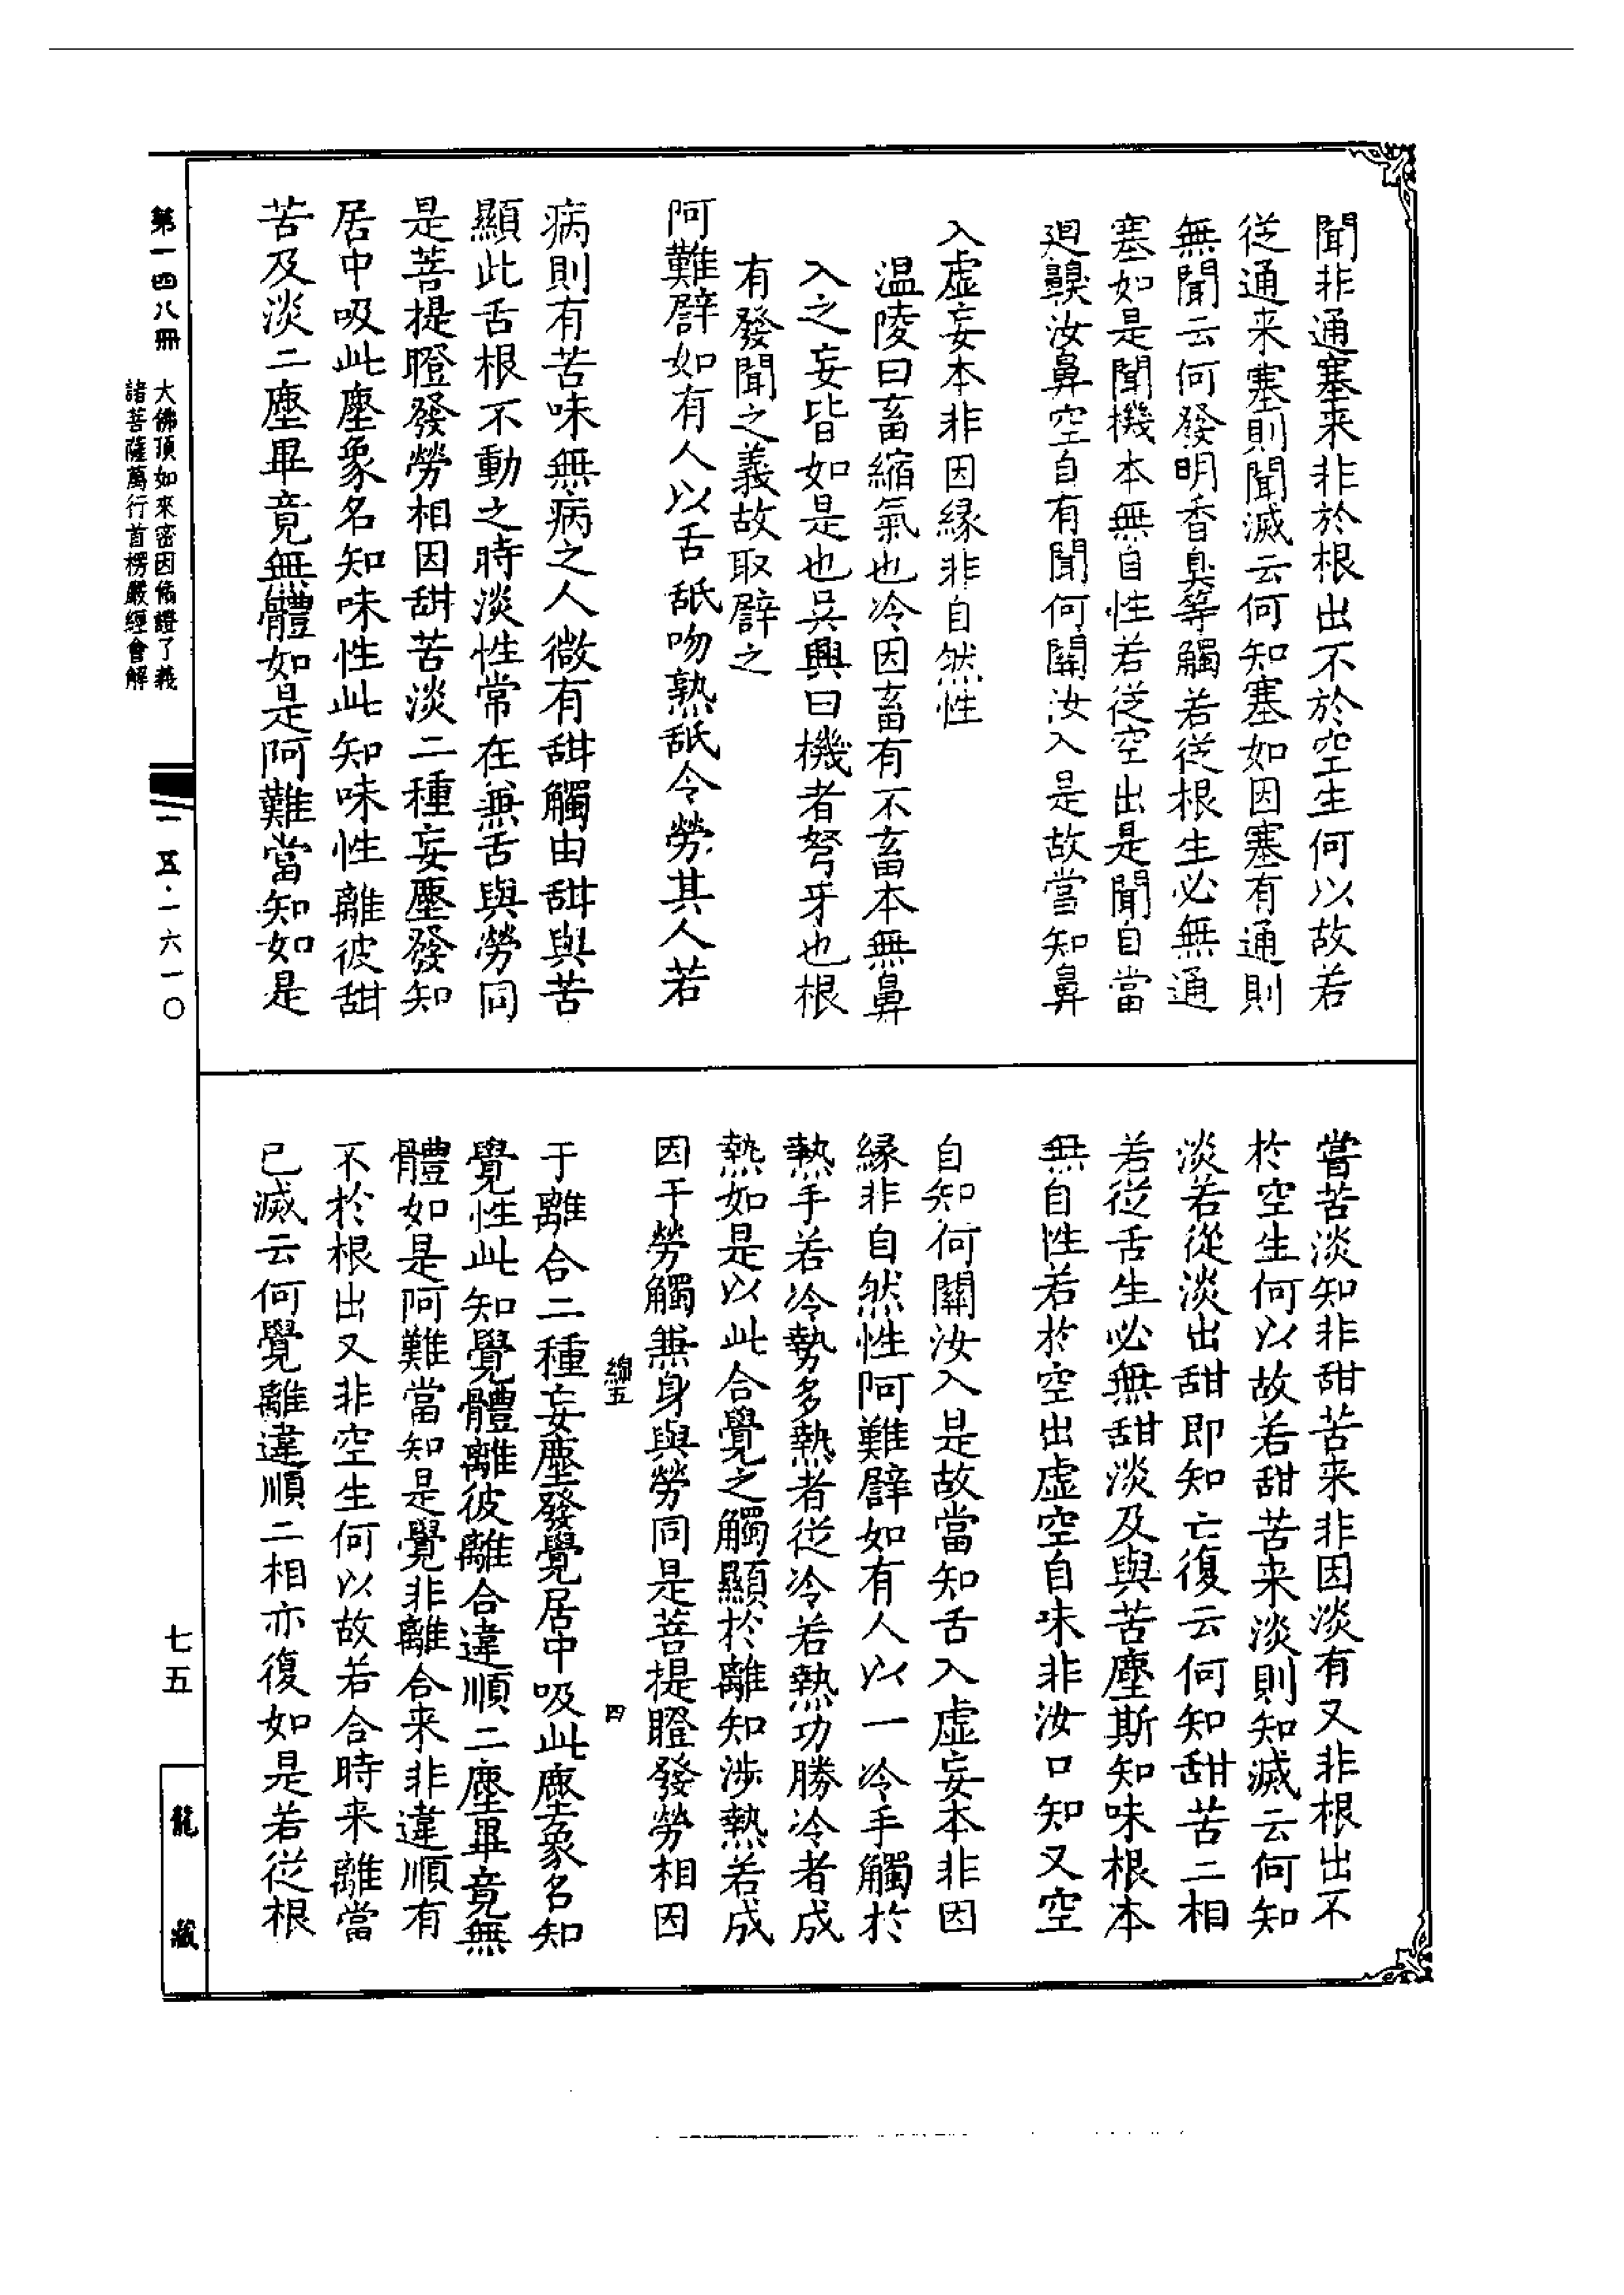 聞非通塞来非於根出不於空生何以故若
従通来塞則聞滅云何知塞如因塞有通則
無聞云何發明香臭等觸若従根生必無通
塞如是聞機本無自性若従空出是聞自當
廻齅汝鼻空自有聞何關汝入是故當知鼻
入虚妄本非因縁非自然性
温陵曰畜縮氣也冷因畜有不畜本無鼻
入之妄皆如是也吳興曰機者弩牙也根
有發聞之義故取譬之
阿難譬如有人以舌舐吻熟舐令勞其人若
病則有苦味無病之人微有甜觸由甜與苦
顯此舌根不動之時淡性常在兼舌與勞同
是菩提瞪發勞相因甜苦淡二種妄塵發知
居中吸此塵象名知味性此知味性離彼甜
苦及淡二塵畢竟無體如是阿難當知如是
嘗苦淡知非甜苦来非因淡有又非根出不
於空生何以故若甜苦来淡則知滅云何知
淡若從淡出甜即知亡復云何知甜苦二相
若従舌生必無甜淡及與苦塵斯知味根本
無自性若於空出虚空自味非汝口知又空
自知何關汝入是故當知舌入虚妄本非因
縁非自然性阿難譬如有人以一冷手觸於
熱手若冷勢多熱者従冷若熱功勝冷者成
熱如是以此合覺之觸顯於離知涉熱若成
因于勞觸兼身與勞同是菩提瞪發勞相因
綿五 四
于離合二種妄塵發覺居中吸此塵象名知
覺性此知覺體離彼離合違順二塵畢竟無
體如是阿難當知是覺非離合来非違順有
不於根出又非空生何以故若合時来離當
已滅云何覺離違順二相亦復如是若従根
第一四八冊
大佛頂如來密因脩證了義
諸菩薩萬行首楞嚴經會解
一五·一六一〇
七五
龍藏